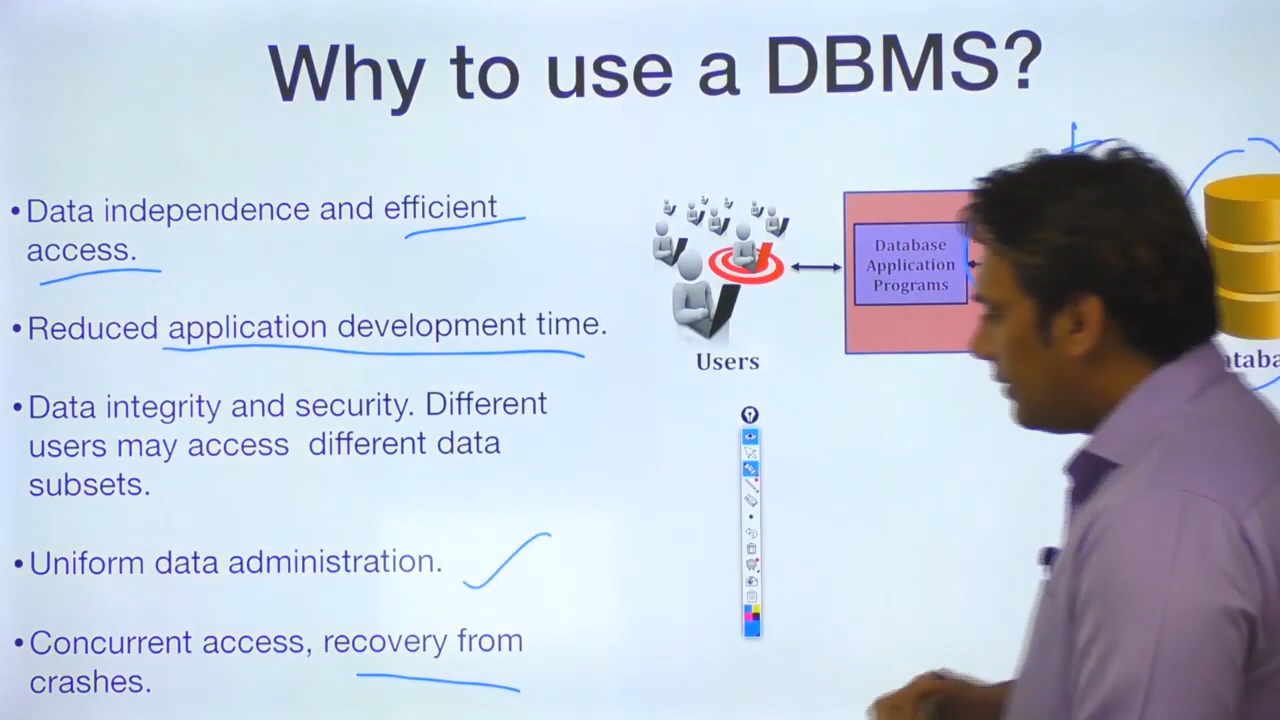 Why to use a DBMS?
• Data independence and efficient
access.
• Reduced application development time.
• Data integrity and security. Different
users may access different data
subsets.
• Uniform data administration.
• Concurrent access, recovery from
crashes.
Database
Application
Programs
Users